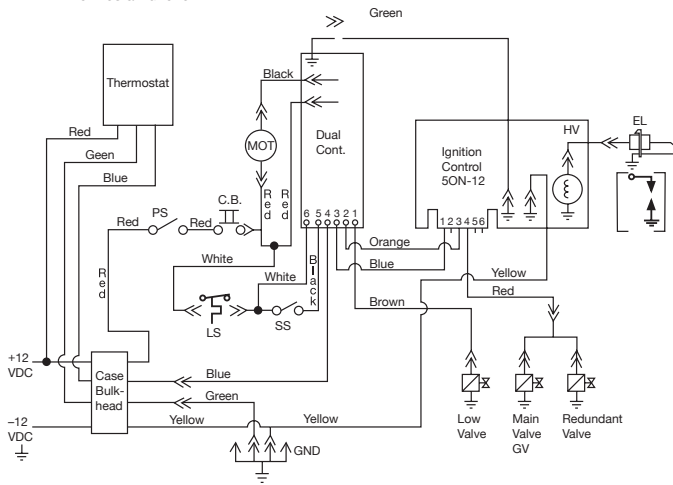 Green
Thermostat
Black
Dual
Cont.
MOT
HV
EL
Ignition
Control
5ON-12
Red
Geen
Blue
Red
Red
C.B.
PS
Red
Red
6 5 4 3 2 1
1 2 3 4 5 6
Orange
Blue
White
White
Black
Red
Yellow
Red
Brown
LS
SS
+12
VDC
Case
Bulk-
head
Blue
Green
Yellow
Yellow
–12
VDC
GND
Low
Valve
Main
Valve
GV
Redundant
Valve